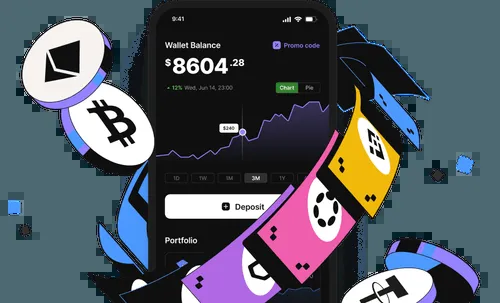 9:41
Wallet Balance
Promo code
$8604.28
12% Wed, Jun 14, 23:00
Chart Pie
$240
1D 1W 1M 3M 1Y
Deposit
Portfolio